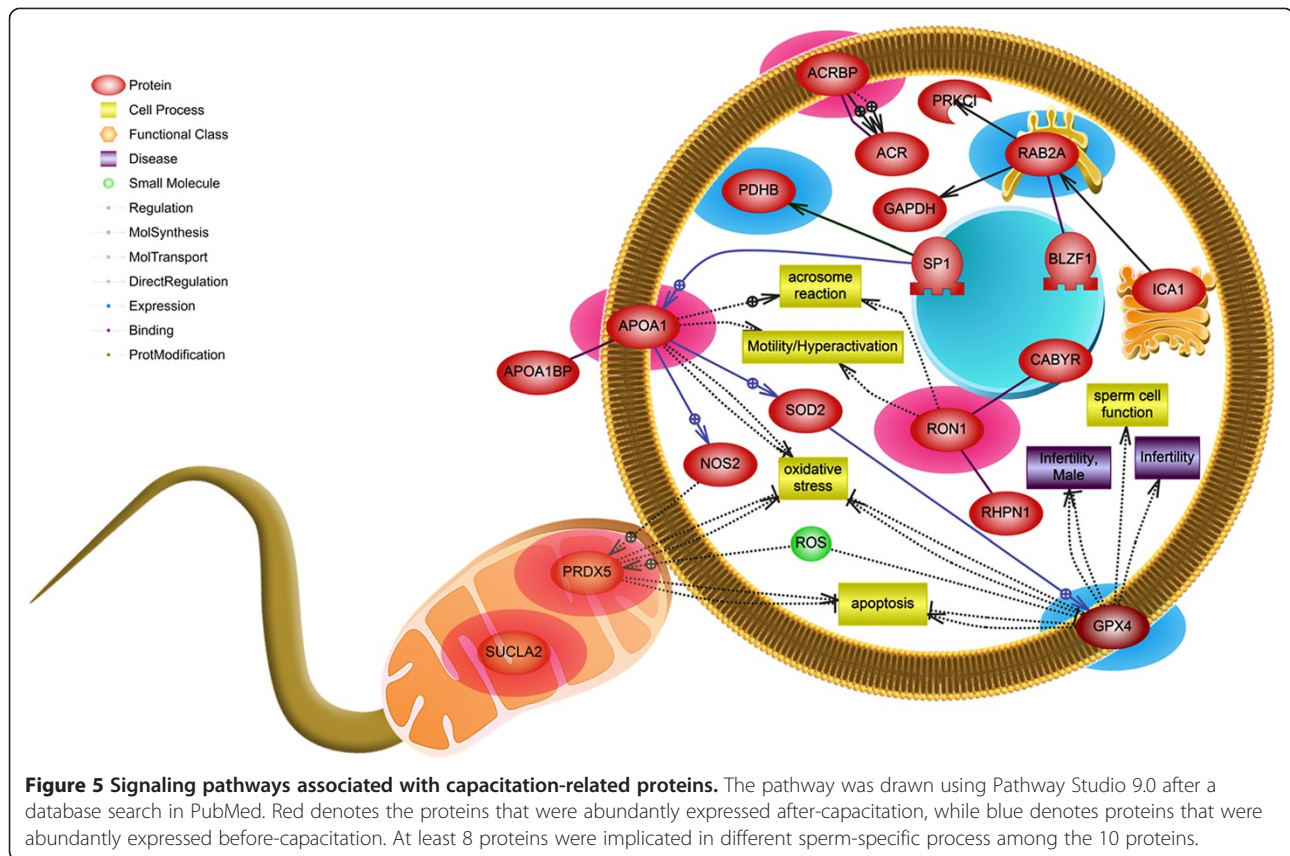 Protein
Cell Process
Functional Class
Disease
Small Molecule
Regulation
MolSynthesis
MolTransport
DirectRegulation
Expression
Binding
ProtModification
ACRBP
PRKCI
ACR
RAB2A
PDHB
GAPDH
SP1
BLZF1
ICA1
acrosome
reaction
APOA1
Motility/Hyperactivation
APOA1BP
CABYR
SOD2
RON1
sperm cell
function
NOS2
oxidative
stress
Infertility,
Male
Infertility
RHPN1
ROS
PRDX5
apoptosis
GPX4
SUCLA2
Figure 5 Signaling pathways associated with capacitation-related proteins. The pathway was drawn using Pathway Studio 9.0 after a
database search in PubMed. Red denotes the proteins that were abundantly expressed after-capacitation, while blue denotes proteins that were
abundantly expressed before-capacitation. At least 8 proteins were implicated in different sperm-specific process among the 10 proteins.